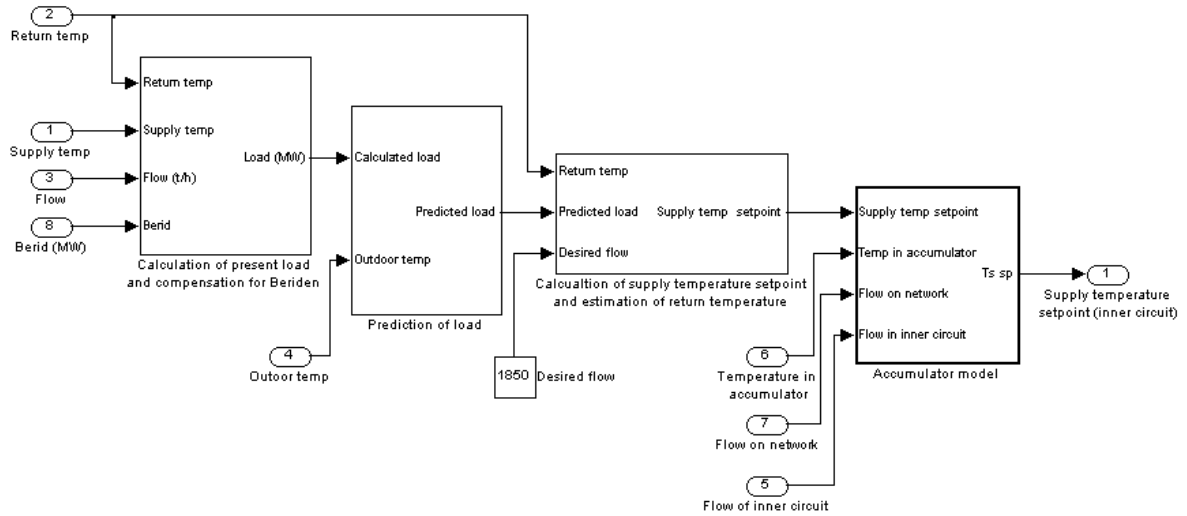 2
Return temp
Return temp
1
Supply temp
Supply temp
3
Flow
Flow (t/h)
8
Berid (MW)
Berid
Load (MW)
Calculation of present load
and compensation for Beriden
Calculated load
Predicted load
Outdoor temp
Prediction of load
4
Outoor temp
Return temp
Predicted load
Desired flow
Supply temp setpoint
Calcualtion of supply temperature setpoint
and estimation of return temperature
1850
Desired flow
Supply temp setpoint
Temp in accumulator
Flow on network
Flow in inner circuit
Ts sp
Accumulator model
6
Temperature in
accumulator
7
Flow on network
5
Flow of inner circuit
1
Supply temperature
setpoint (inner circuit)